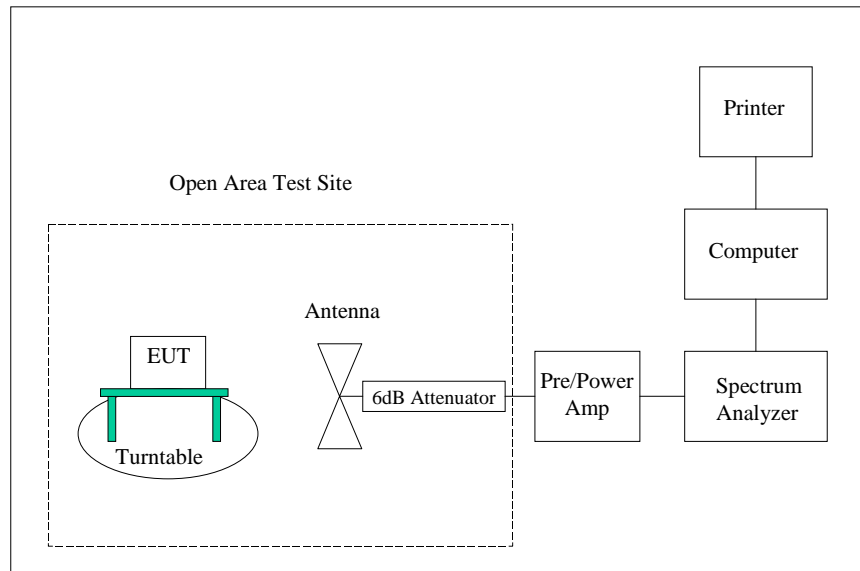 Printer
Open Area Test Site
Computer
Antenna
EUT
6dB Attenuator
Pre/Power
Amp
Spectrum
Analyzer
Turntable